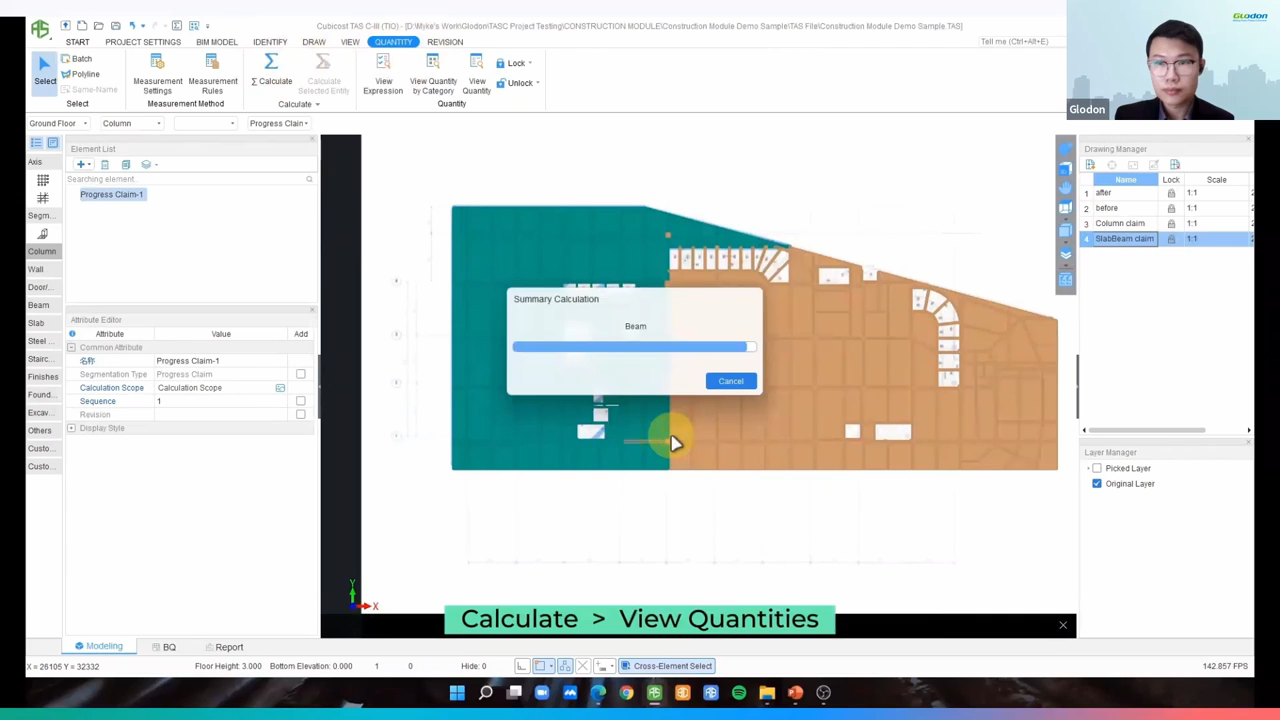 Cubicost TAS C-III (TIO) - [D:\Myke's Work\Glodon\TASC Project Testing\CONSTRUCTION MODULE\Construction Module Demo Sample\TAS File\Construction Module Demo Sample.TAS]
GLodon
START PROJECT SETTINGS BIM MODEL IDENTIFY DRAW VIEW QUANTITY REVISION Tell me (Ctrl+Alt+E)
Select
Batch
Polyline
Same-Name
Select
Measurement Settings
Measurement Rules
Measurement Method
Σ Calculate
Calculate Selected Entity
Calculate
View Expression
View Quantity by Category
View Quantity
Quantity
Lock
Unlock
Glodon
Ground Floor Column Progress Clain
Element List
Searching element...
Progress Claim-1
Axis
Segm...
Column
Wall
Door/...
Beam
Slab
Steel ...
Stairc...
Finishes
Found...
Excav...
Others
Custo...
Custo...
Attribute Editor
Attribute Value Add
Common Attribute
名称 Progress Claim-1
Segmentation Type Progress Claim
Calculation Scope Calculation Scope
Sequence 1
Revision
Display Style
Summary Calculation
Beam
Cancel
Y
X
Drawing Manager
Name Lock Scale
1 after 1:1
2 before 1:1
3 Column claim 1:1
4 SlabBeam claim 1:1
Layer Manager
Picked Layer
Original Layer
Calculate > View Quantities
Modeling BQ Report
X = 26105 Y = 32332 Floor Height: 3.000 Bottom Elevation: 0.000 1 0 Hide: 0 Cross-Element Select 142.857 FPS